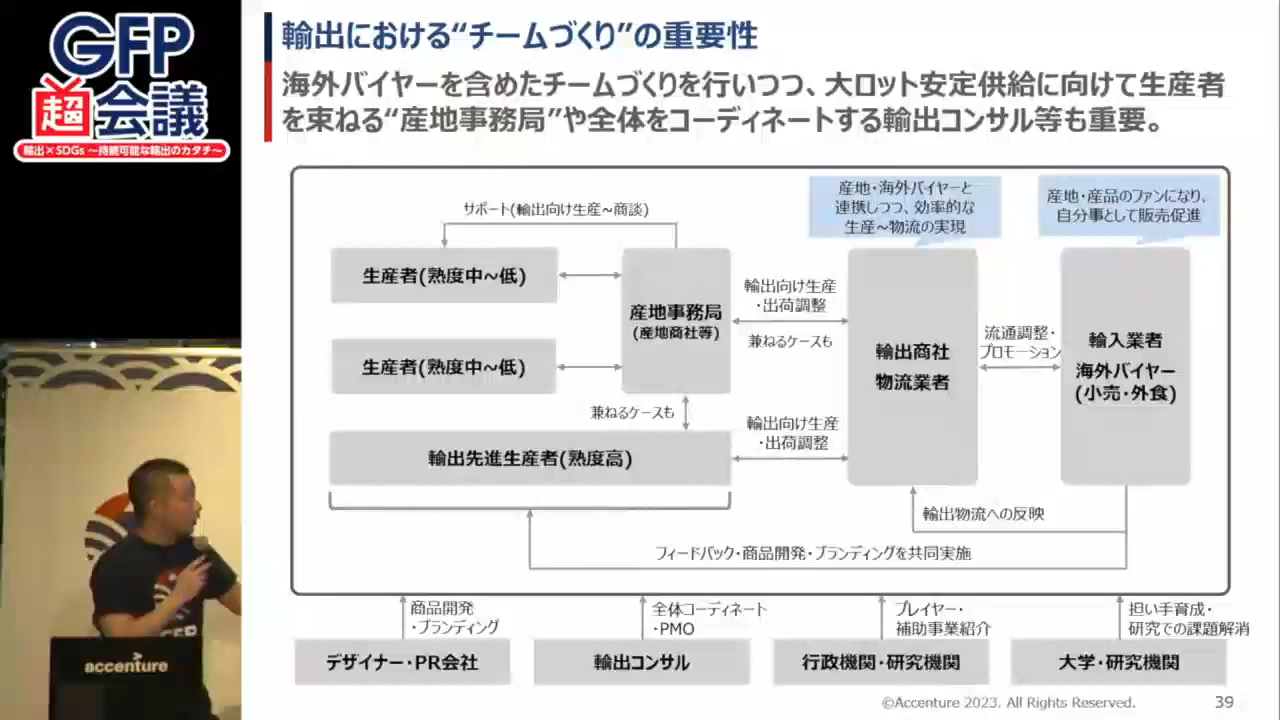 GFP
超会議
輸出×SDGs ～持続可能な輸出のカタチ～
輸出における“チームづくり”の重要性
海外バイヤーを含めたチームづくりを行いつつ、大ロット安定供給に向けて生産者
を束ねる“産地事務局”や全体をコーディネートする輸出コンサル等も重要。
産地・海外バイヤーと
連携しつつ、効率的な
生産~物流の実現
産地・産品のファンになり、
自分事として販売促進
サポート(輸出向け生産~商談)
生産者(熟度中~低)
生産者(熟度中~低)
産地事務局
(産地商社等)
輸出向け生産
・出荷調整
兼ねるケースも
輸出商社
物流業者
流通調整・
プロモーション
輸入業者
海外バイヤー
(小売・外食)
兼ねるケースも
輸出向け生産
・出荷調整
輸出先進生産者(熟度高)
輸出物流への反映
フィードバック・商品開発・ブランディングを共同実施
商品開発
・ブランディング
全体コーディネート
・PMO
プレイヤー・
補助事業紹介
担い手育成・
研究での課題解消
デザイナー・PR会社
輸出コンサル
行政機関・研究機関
大学・研究機関
accenture
©Accenture 2023. All Rights Reserved.
39